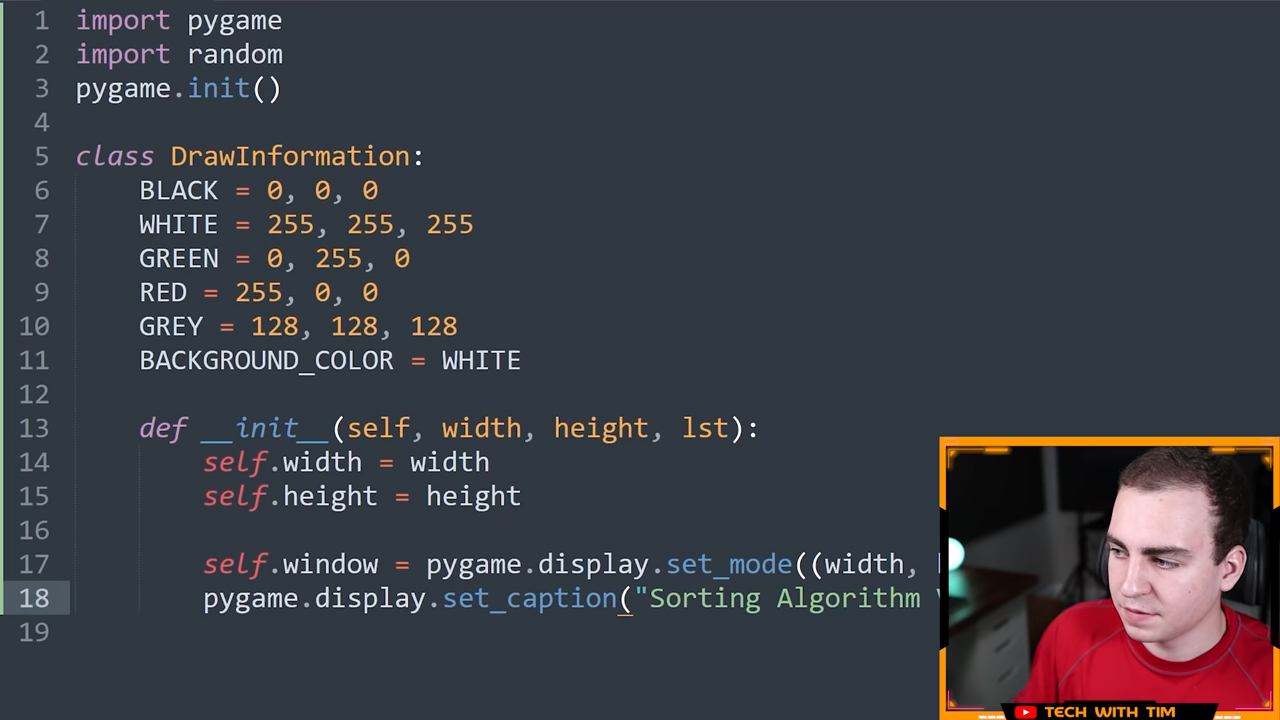 1 import pygame
2 import random
3 pygame.init()
4
5 class DrawInformation:
6 BLACK = 0, 0, 0
7 WHITE = 255, 255, 255
8 GREEN = 0, 255, 0
9 RED = 255, 0, 0
10 GREY = 128, 128, 128
11 BACKGROUND_COLOR = WHITE
12
13 def __init__(self, width, height, lst):
14 self.width = width
15 self.height = height
16
17 self.window = pygame.display.set_mode((width,
18 pygame.display.set_caption("Sorting Algorithm
19
TECH WITH TIM